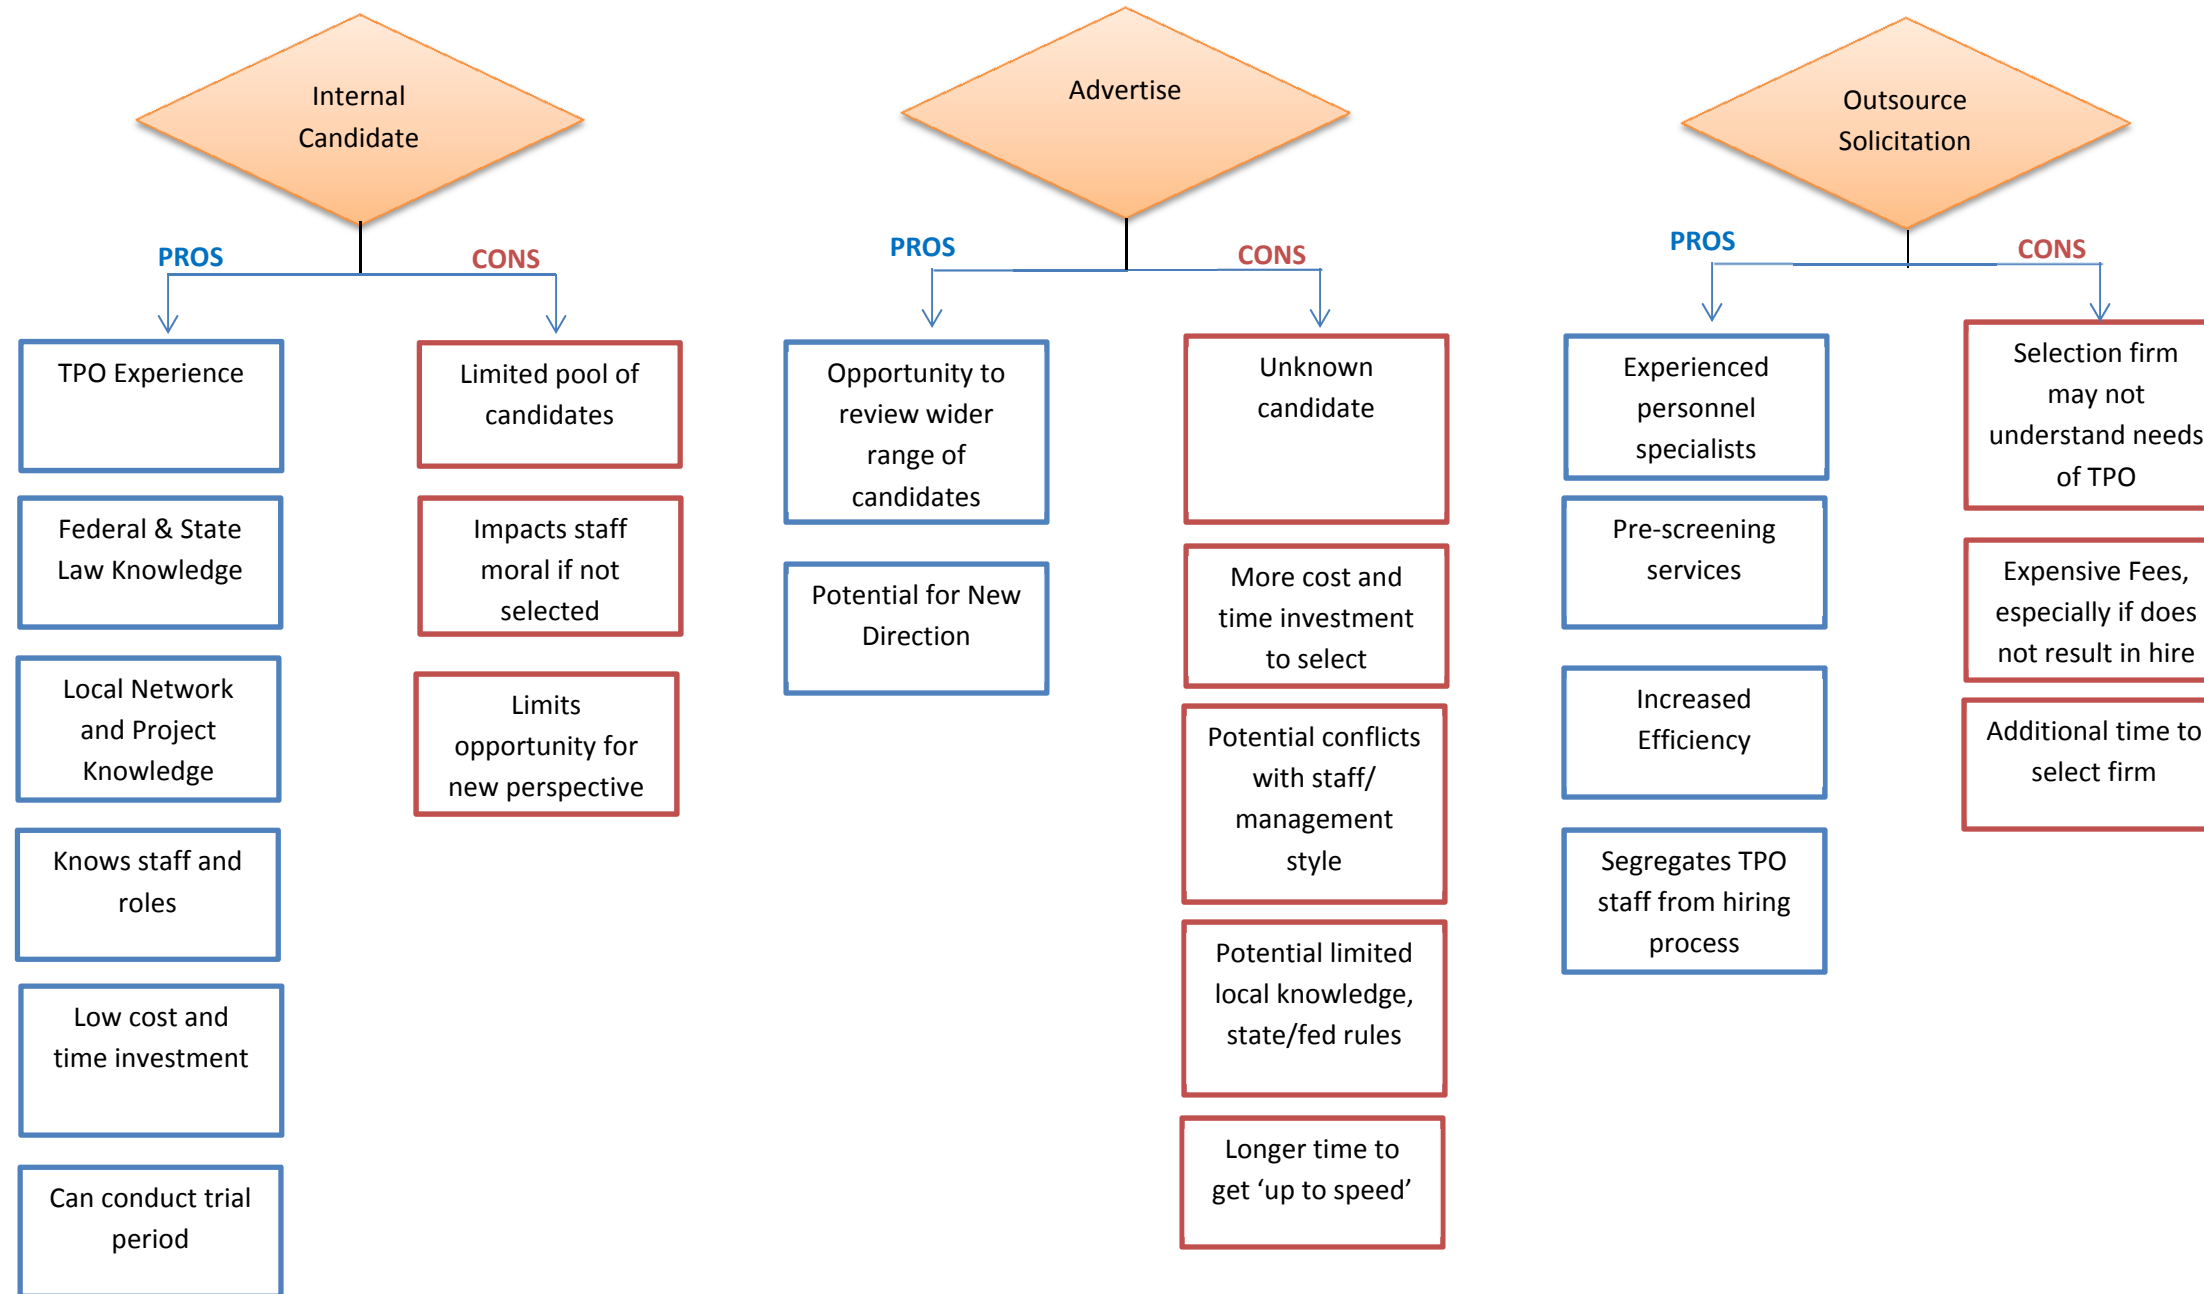 Internal
Candidate
PROS
CONS
TPO Experience
Federal & State
Law Knowledge
Local Network
and Project
Knowledge
Knows staff and
roles
Low cost and
time investment
Can conduct trial
period
Limited pool of
candidates
Impacts staff
moral if not
selected
Limits
opportunity for
new perspective
Advertise
PROS
CONS
Opportunity to
review wider
range of
candidates
Potential for New
Direction
Unknown
candidate
More cost and
time investment
to select
Potential conflicts
with staff/
management
style
Potential limited
local knowledge,
state/fed rules
Longer time to
get ‘up to speed’
Outsource
Solicitation
PROS
CONS
Experienced
personnel
specialists
Pre-screening
services
Increased
Efficiency
Segregates TPO
staff from hiring
process
Selection firm
may not
understand needs
of TPO
Expensive Fees,
especially if does
not result in hire
Additional time to
select firm